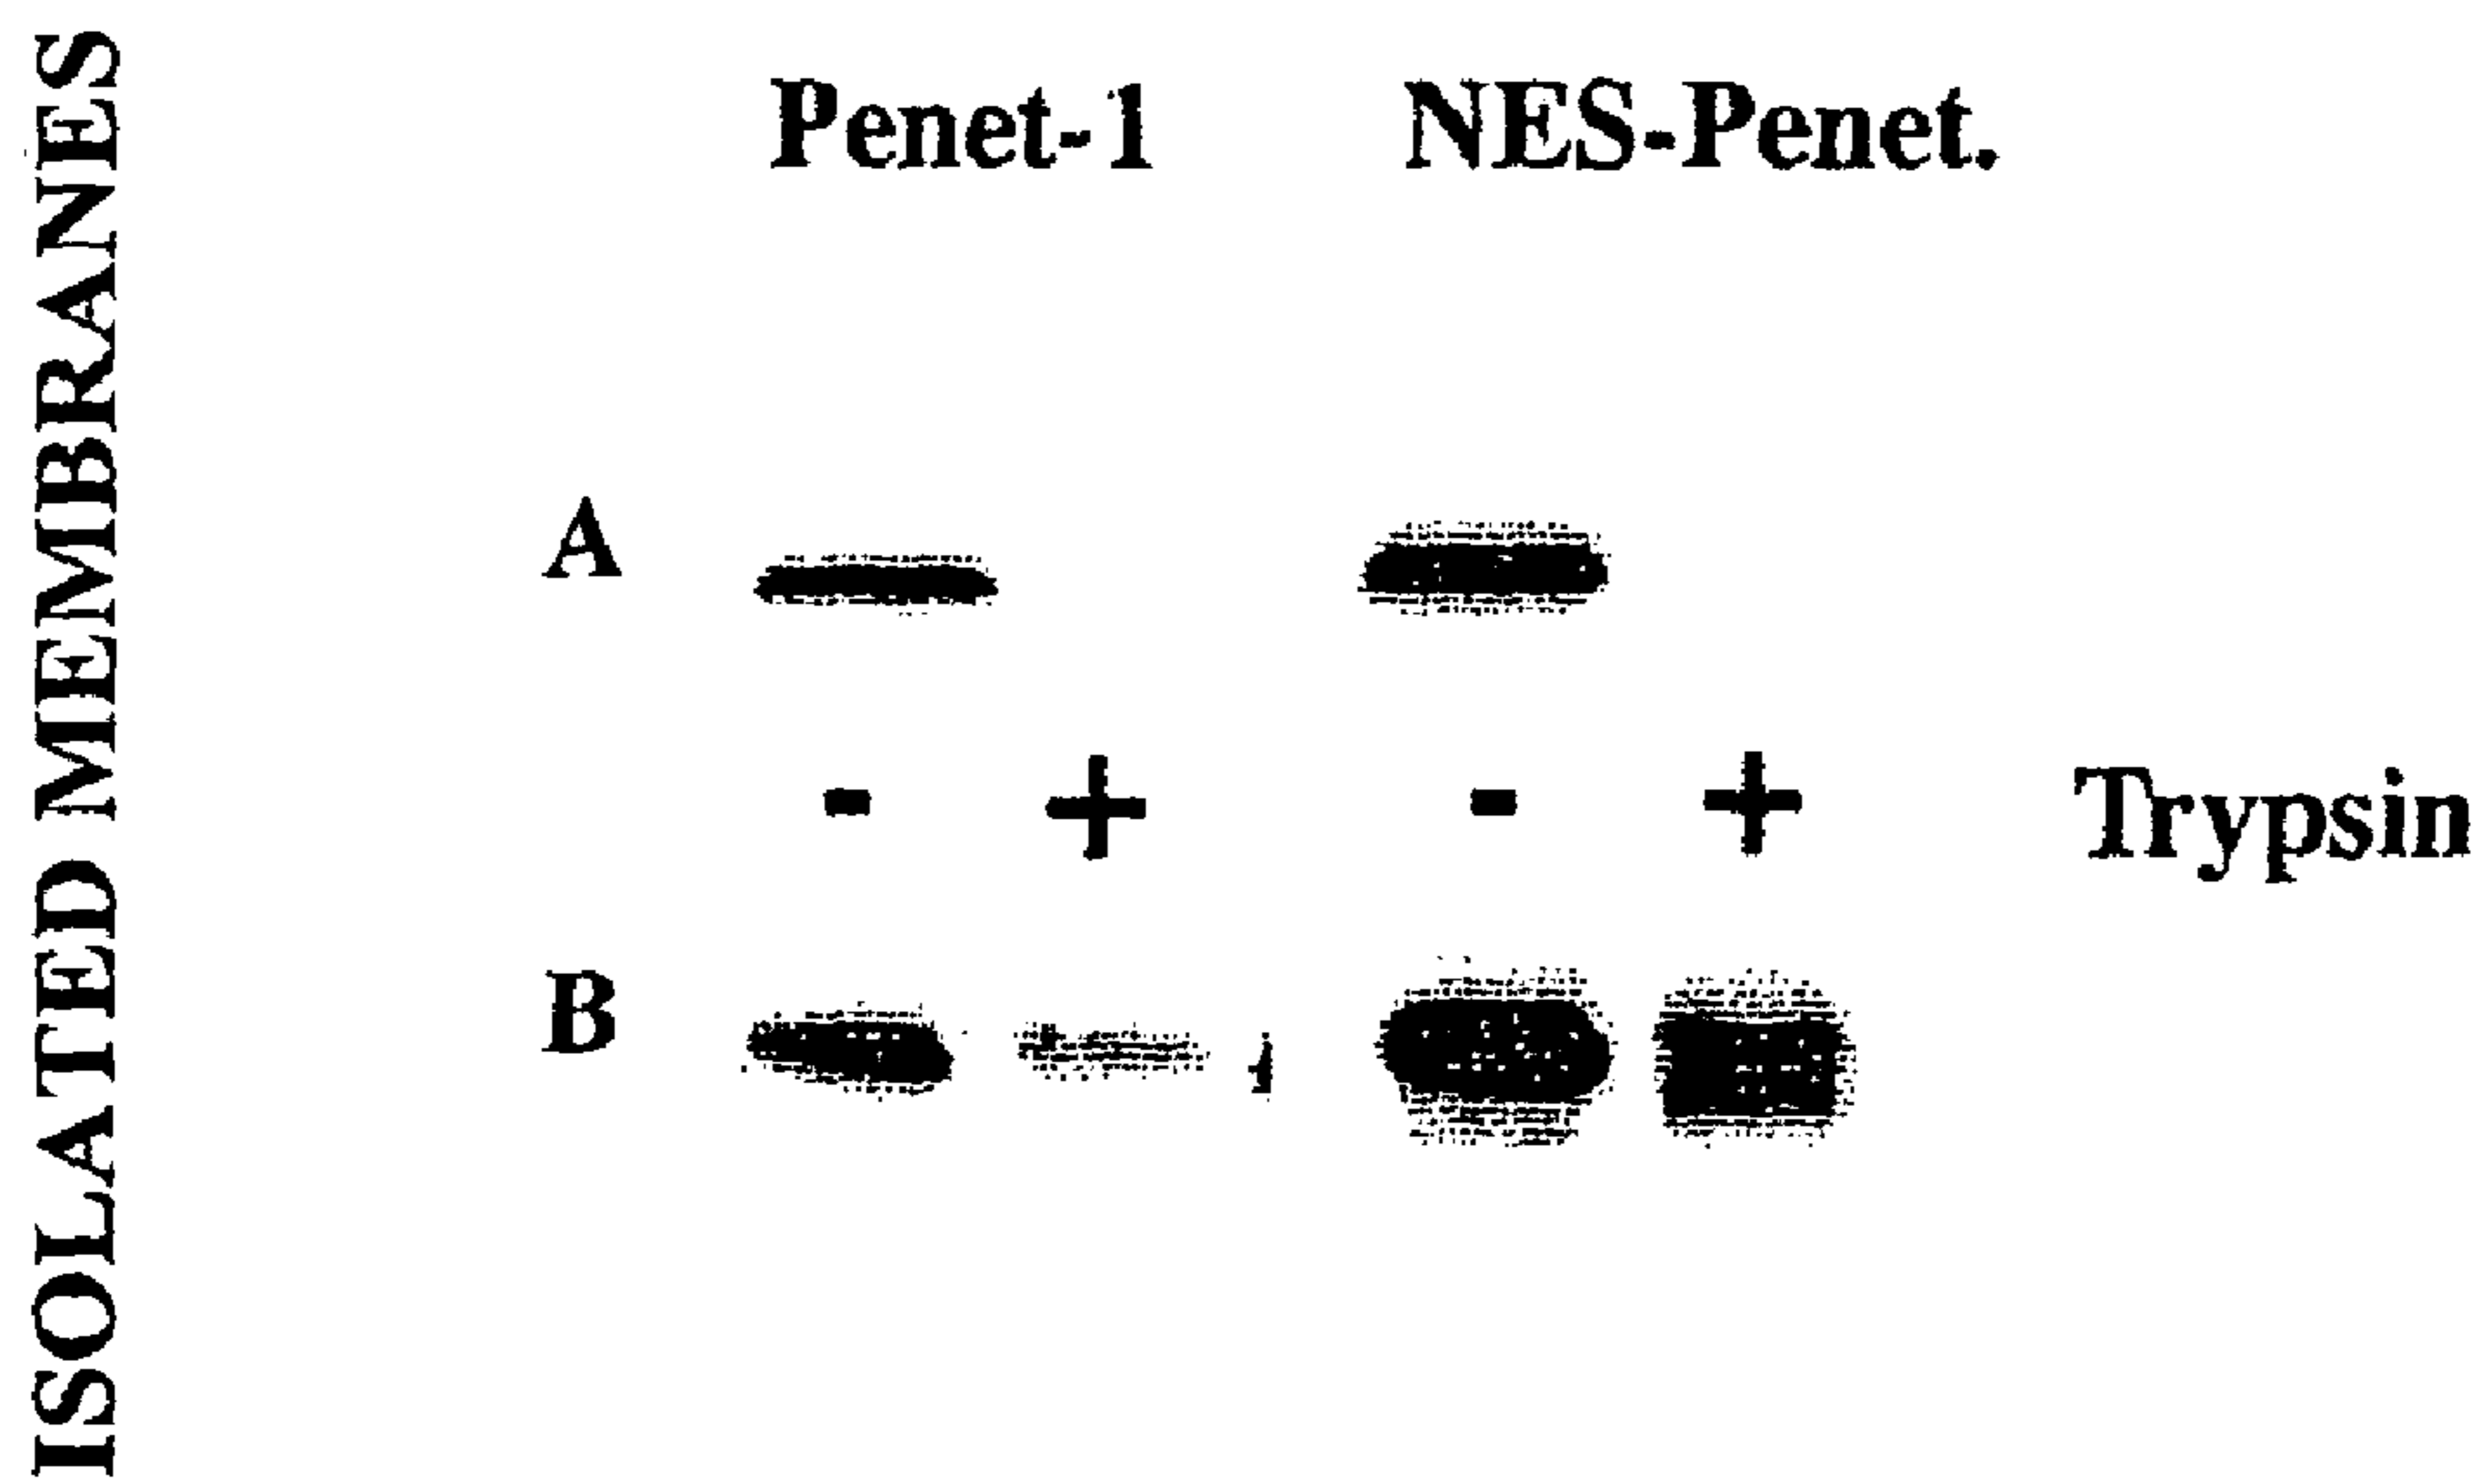 ISOLATED MEMBRANES
Penet-1 NES-Penet.
A
- + - + Trypsin
B